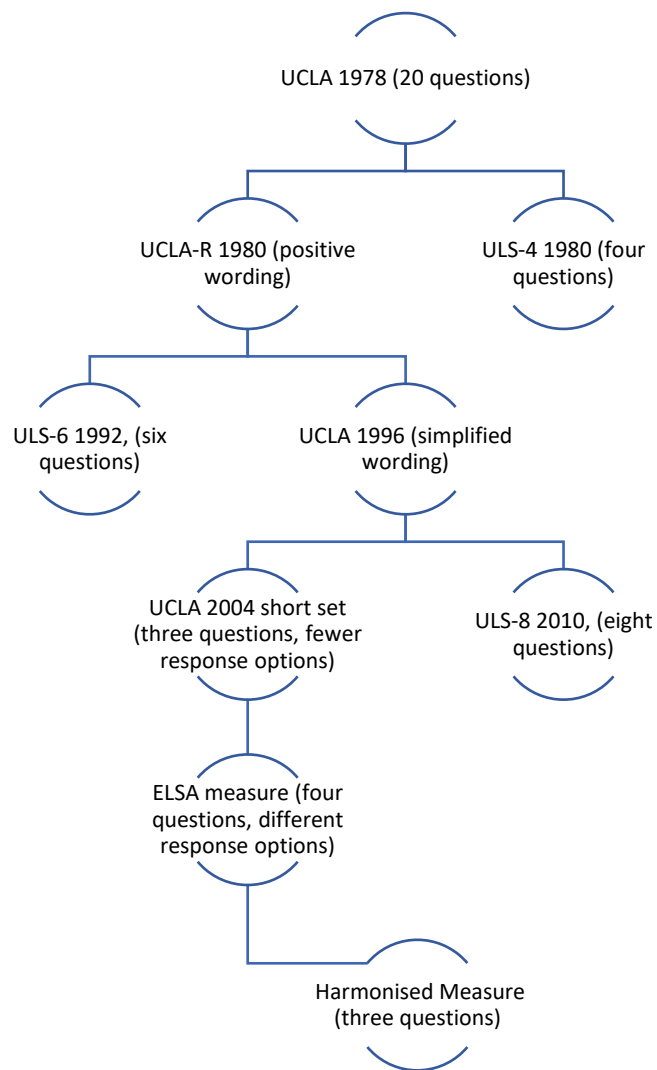 UCLA 1978 (20 questions)
UCLA-R 1980 (positive
wording)
ULS-4 1980 (four
questions)
ULS-6 1992, (six
questions)
UCLA 1996 (simplified
wording)
UCLA 2004 short set
(three questions, fewer
response options)
ULS-8 2010, (eight
questions)
ELSA measure (four
questions, different
response options)
Harmonised Measure
(three questions)